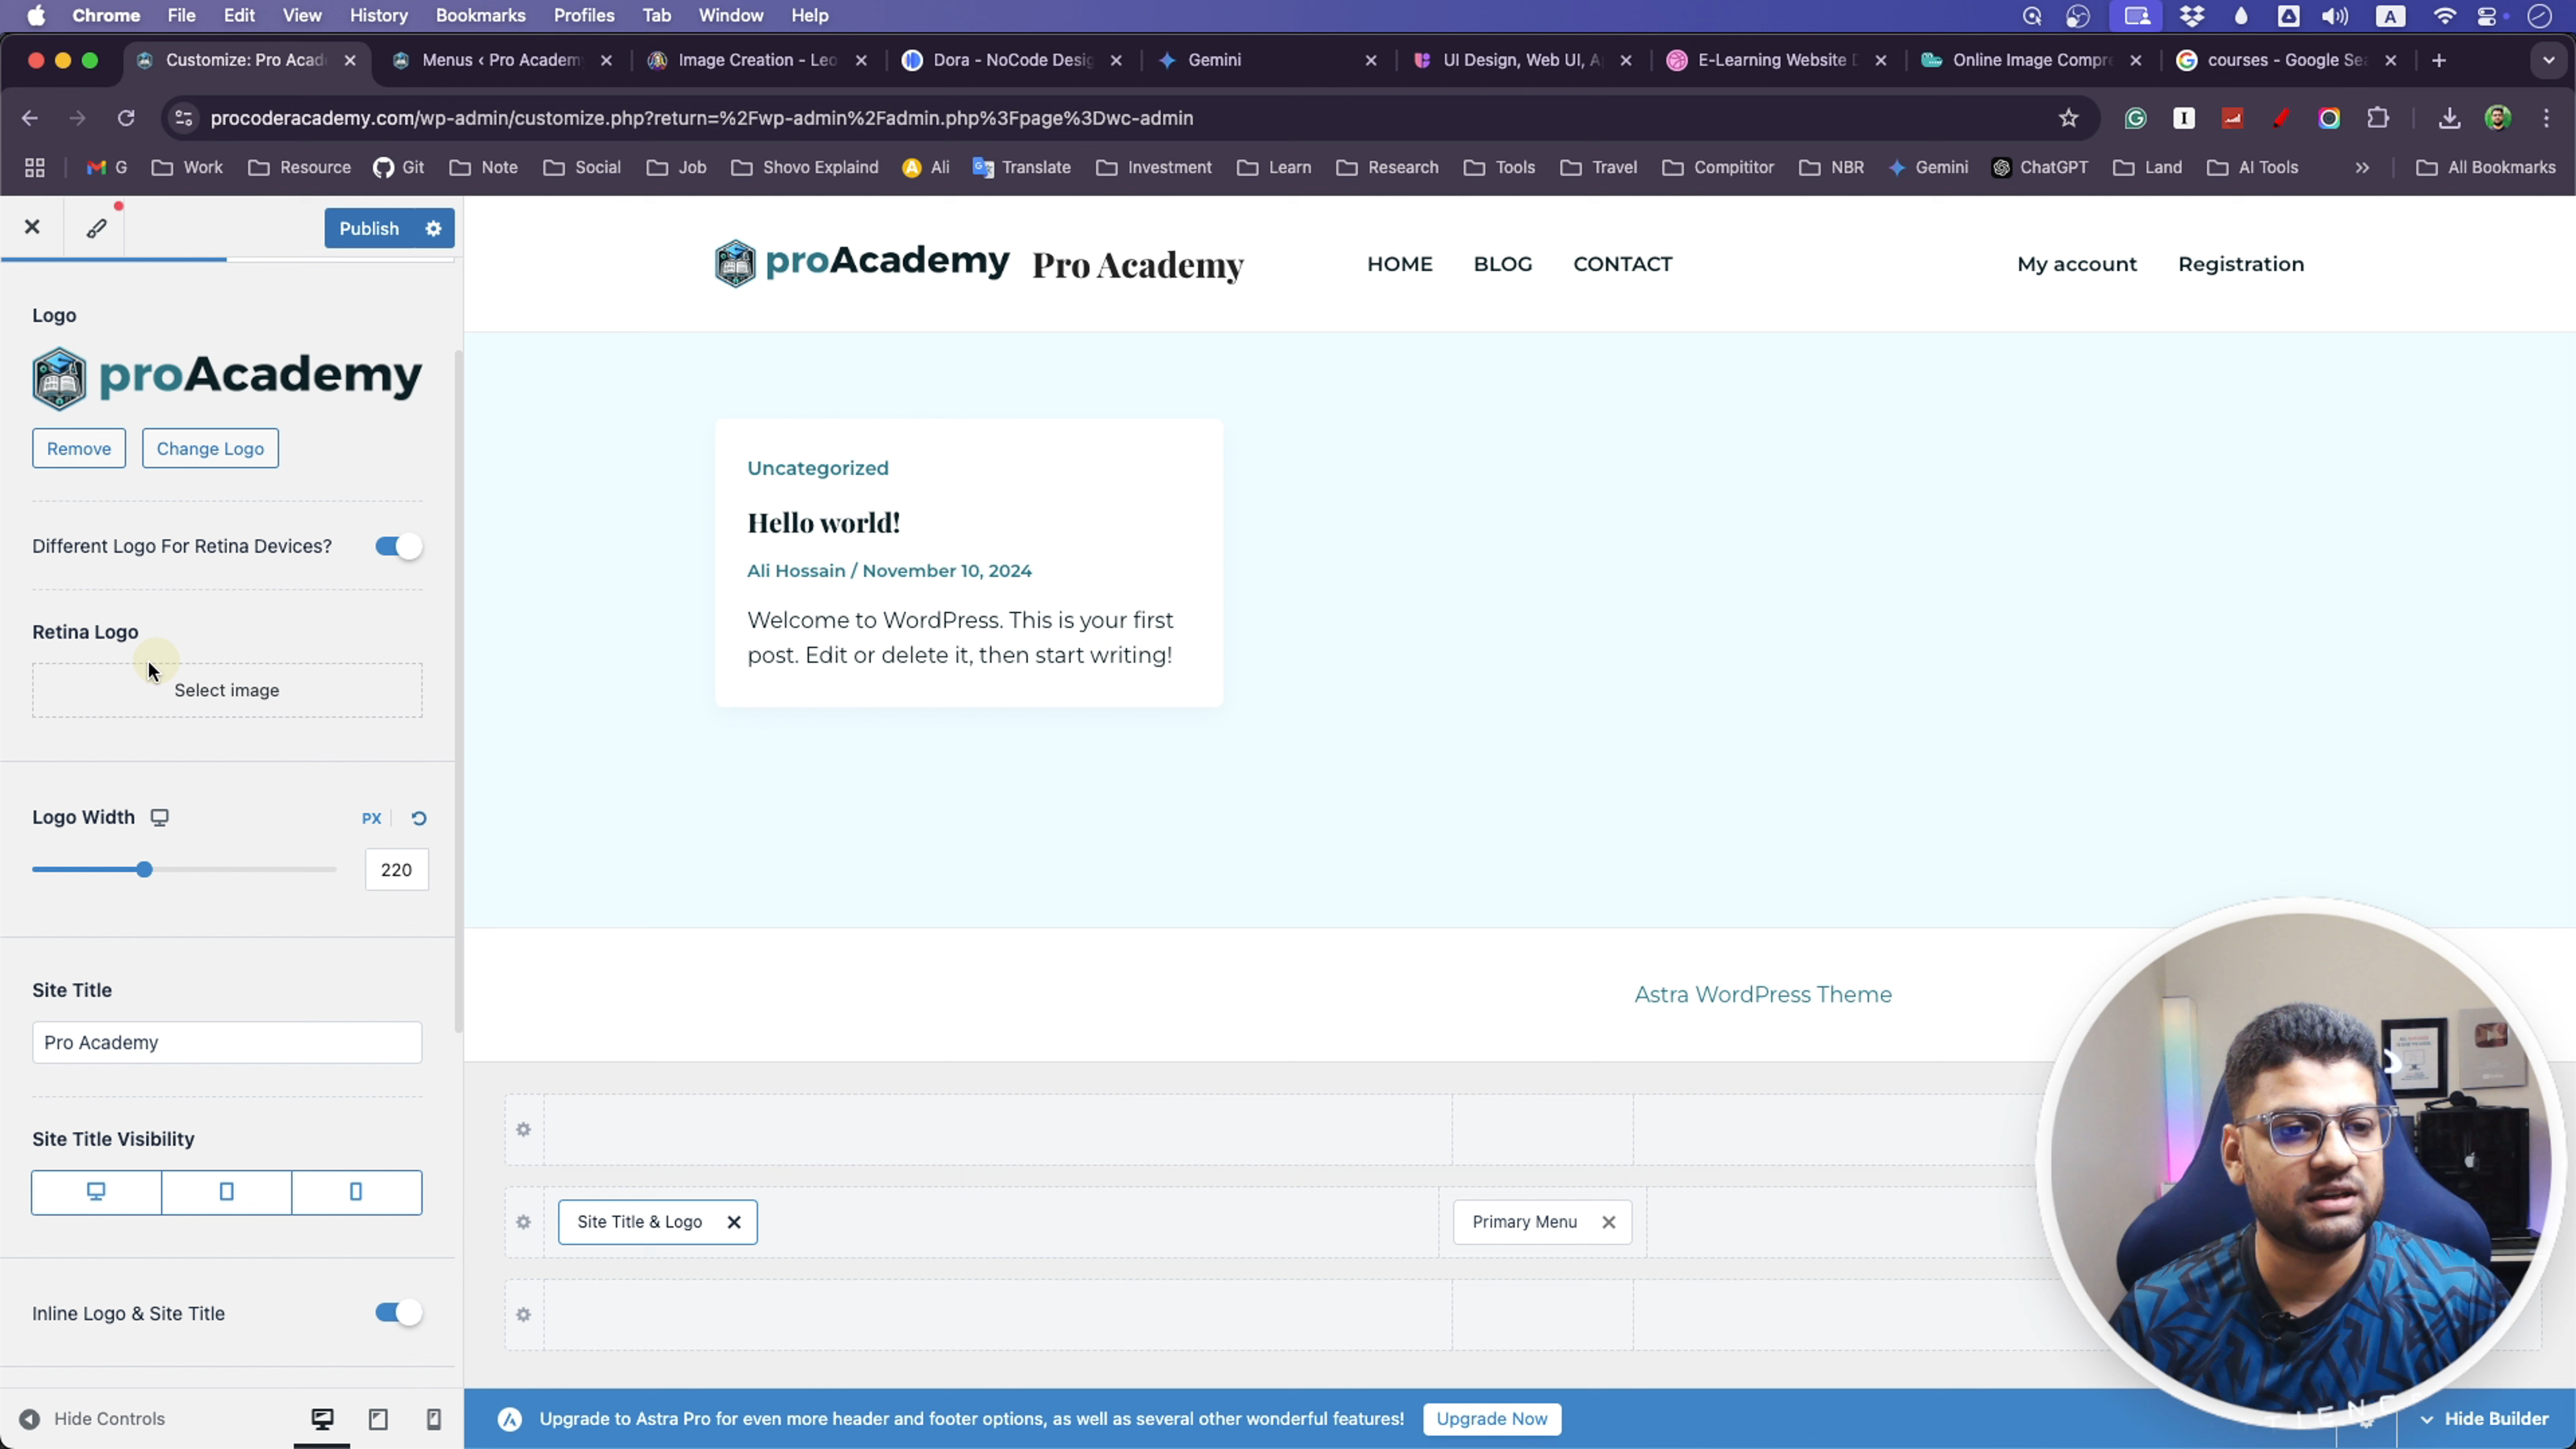 Chrome File Edit View History Bookmarks Profiles Tab Window Help
Customize: Pro Acad Menus ‹ Pro Academ Image Creation - Leo Dora - NoCode Desig Gemini UI Design, Web UI, A E-Learning Website D Online Image Compr courses - Google Sea
procoderacademy.com/wp-admin/customize.php?return=%2Fwp-admin%2Fadmin.php%3Fpage%3Dwc-admin
G Work Resource Git Note Social Job Shovo Explaind Ali Translate Investment Learn Research Tools Travel Compititor NBR Gemini ChatGPT Land AI Tools » All Bookmarks
Publish
Logo
proAcademy
Remove Change Logo
Different Logo For Retina Devices?
Retina Logo
Select image
Logo Width PX
220
Site Title
Pro Academy
Site Title Visibility
Inline Logo & Site Title
Hide Controls
proAcademy Pro Academy HOME BLOG CONTACT My account Registration
Uncategorized
Hello world!
Ali Hossain / November 10, 2024
Welcome to WordPress. This is your first
post. Edit or delete it, then start writing!
Astra WordPress Theme
Site Title & Logo Primary Menu
Upgrade to Astra Pro for even more header and footer options, as well as several other wonderful features! Upgrade Now Hide Builder